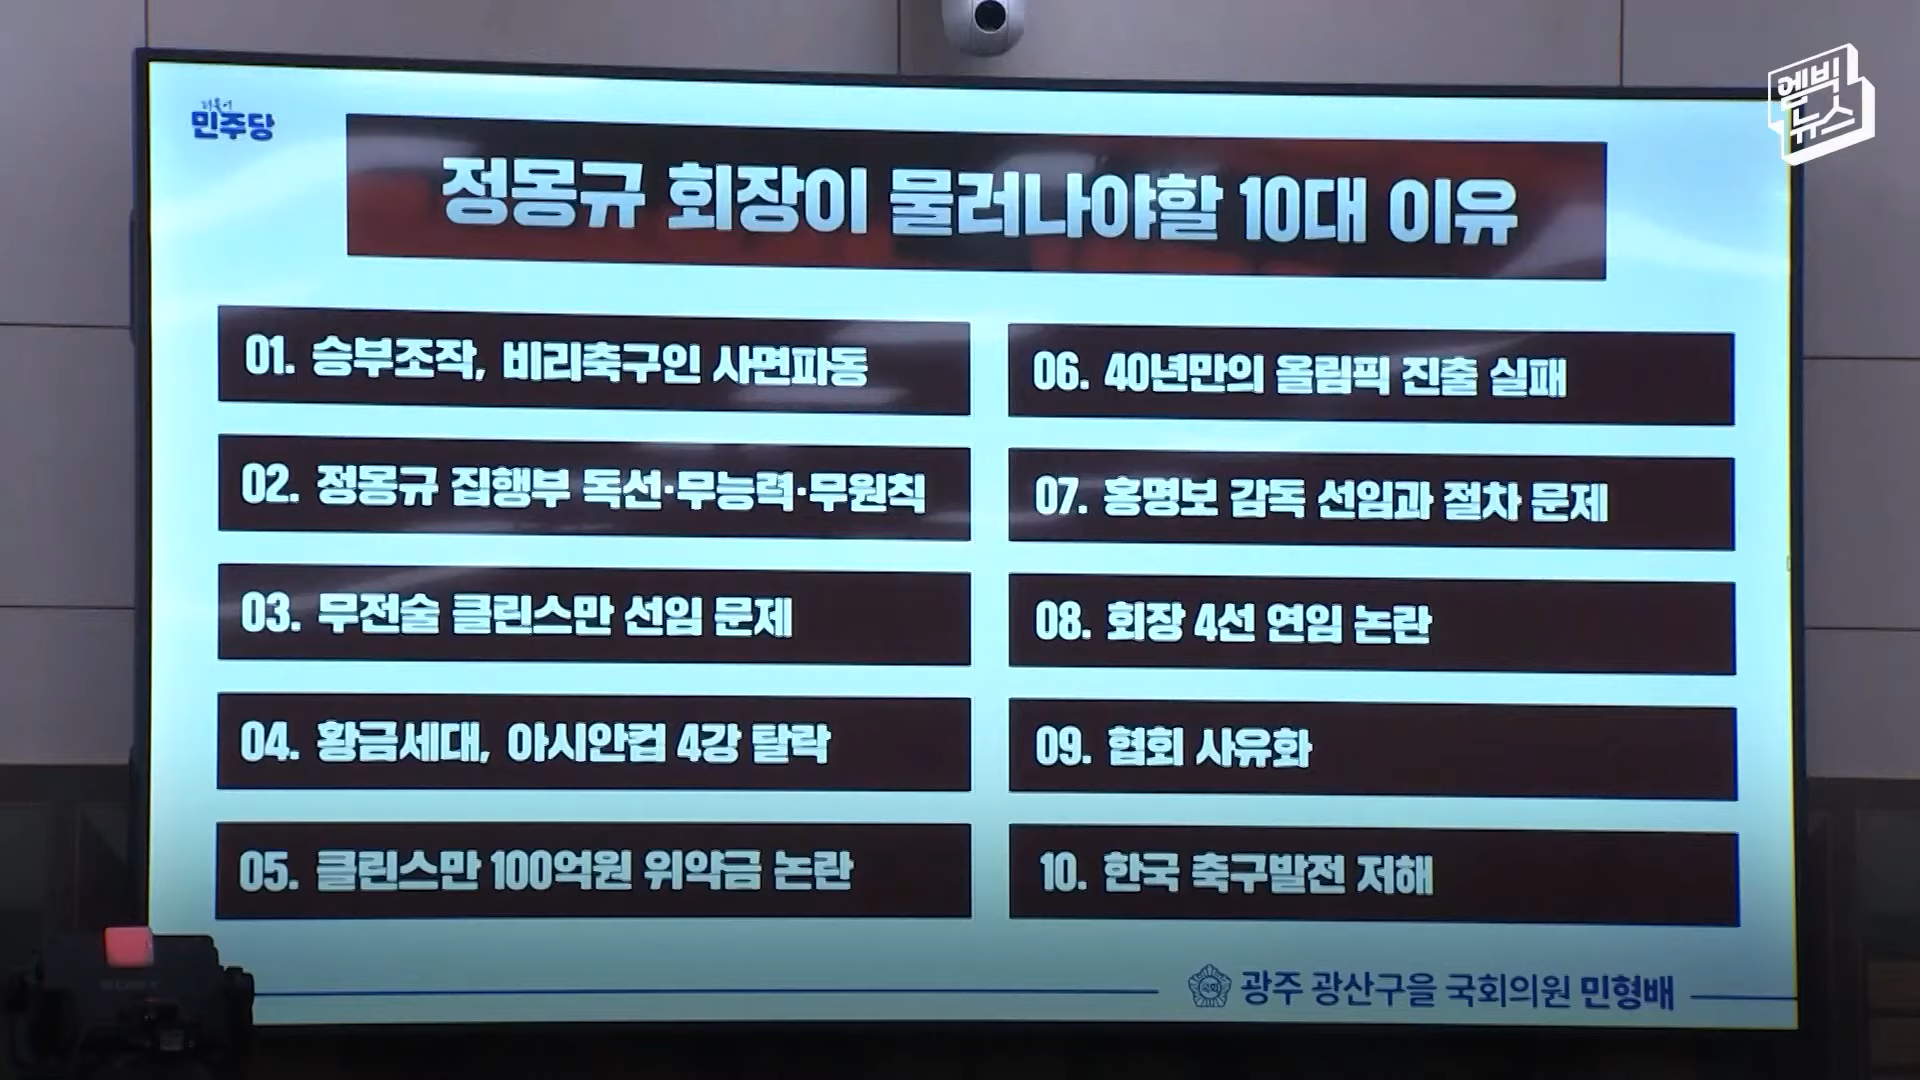 더불어
민주당
엠빅
뉴스
정몽규 회장이 물러나야할 10대 이유
01. 승부조작, 비리축구인 사면파동
02. 정몽규 집행부 독선·무능력·무원칙
03. 무전술 클린스만 선임 문제
04. 황금세대, 아시안컵 4강 탈락
05. 클린스만 100억원 위약금 논란
06. 40년만의 올림픽 진출 실패
07. 홍명보 감독 선임과 절차 문제
08. 회장 4선 연임 논란
09. 협회 사유화
10. 한국 축구발전 저해
국회
광주 광산구을 국회의원 민형배
SONY